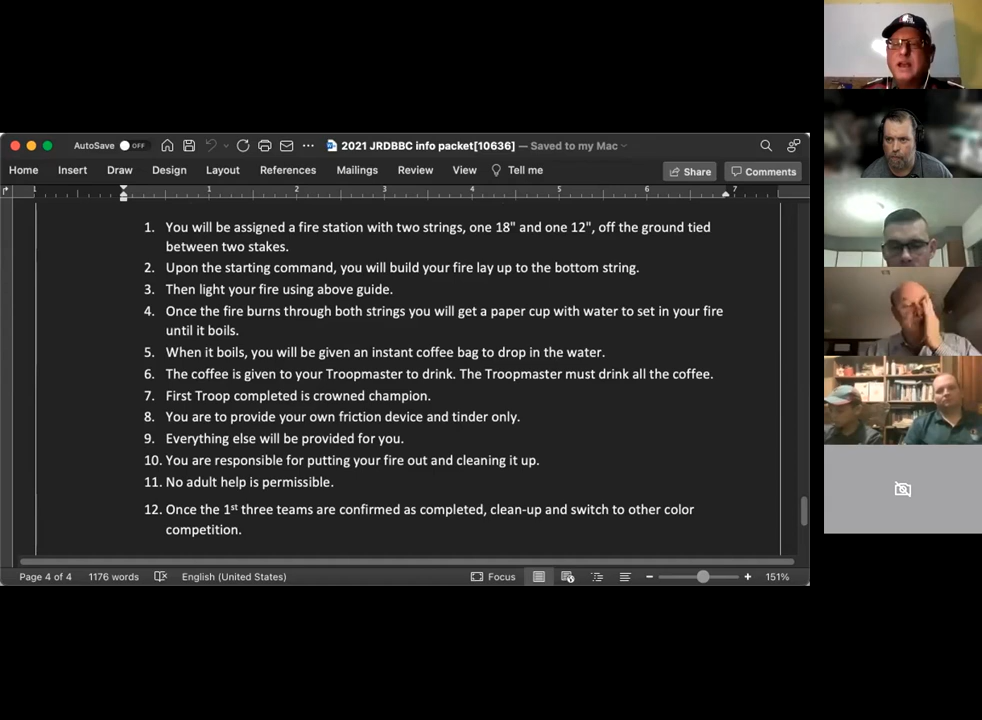 AutoSave OFF 2021 JRDBBC info packet[10636] — Saved to my Mac
Home Insert Draw Design Layout References Mailings Review View Tell me Share Comments
1 1 2 3 4 5 6 7
1. You will be assigned a fire station with two strings, one 18" and one 12", off the ground tied
between two stakes.
2. Upon the starting command, you will build your fire lay up to the bottom string.
3. Then light your fire using above guide.
4. Once the fire burns through both strings you will get a paper cup with water to set in your fire
until it boils.
5. When it boils, you will be given an instant coffee bag to drop in the water.
6. The coffee is given to your Troopmaster to drink. The Troopmaster must drink all the coffee.
7. First Troop completed is crowned champion.
8. You are to provide your own friction device and tinder only.
9. Everything else will be provided for you.
10. You are responsible for putting your fire out and cleaning it up.
11. No adult help is permissible.
12. Once the 1st three teams are confirmed as completed, clean-up and switch to other color
competition.
Page 4 of 4 1176 words English (United States) Focus 151%